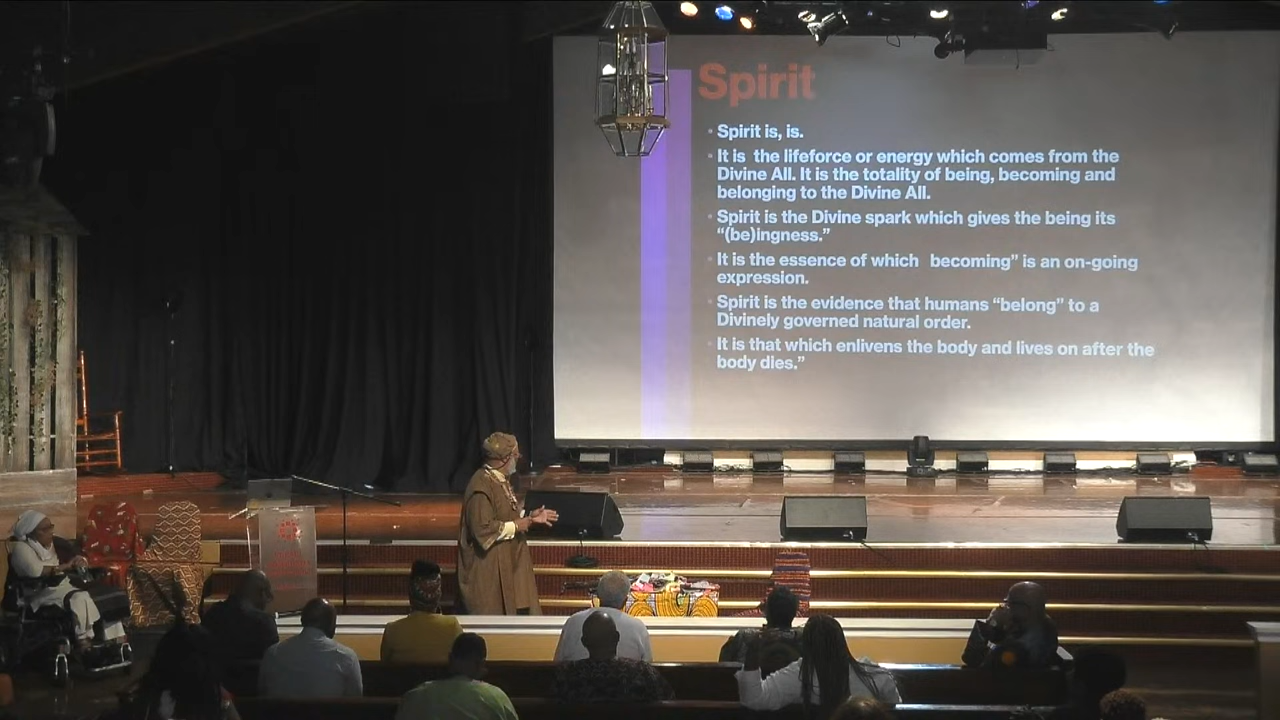 Spirit
Spirit is, is.
It is the lifeforce or energy which comes from the
Divine All. It is the totality of being, becoming and
belonging to the Divine All.
Spirit is the Divine spark which gives the being its
“(be)ingness.”
It is the essence of which becoming” is an on-going
expression.
Spirit is the evidence that humans “belong” to a
Divinely governed natural order.
It is that which enlivens the body and lives on after the
body dies.”